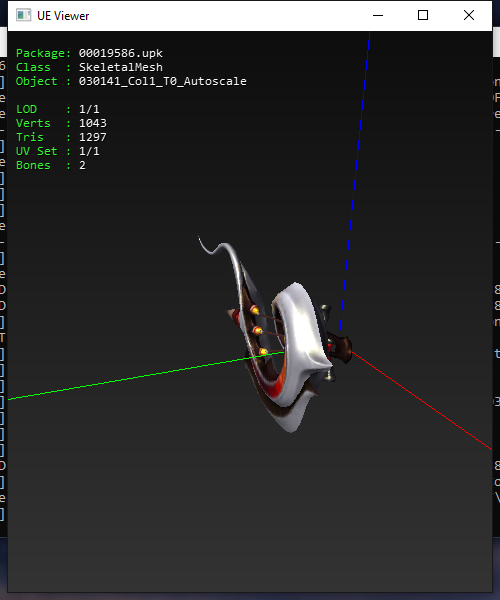 UE Viewer
Package: 00019586.upk
Class : SkeletalMesh
Object : 030141_Col1_T0_Autoscale
LOD : 1/1
Verts : 1043
Tris : 1297
UV Set : 1/1
Bones : 2